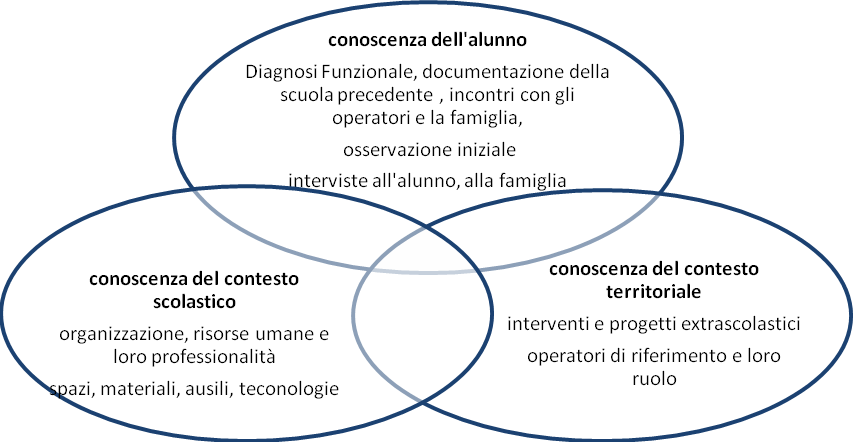 conoscenza dell'alunno
Diagnosi Funzionale, documentazione della
scuola precedente , incontri con gli
operatori e la famiglia,
osservazione iniziale
interviste all'alunno, alla famiglia
conoscenza del contesto
scolastico
organizzazione, risorse umane e
loro professionalità
spazi, materiali, ausili, teconologie
conoscenza del contesto
territoriale
interventi e progetti extrascolastici
operatori di riferimento e loro
ruolo